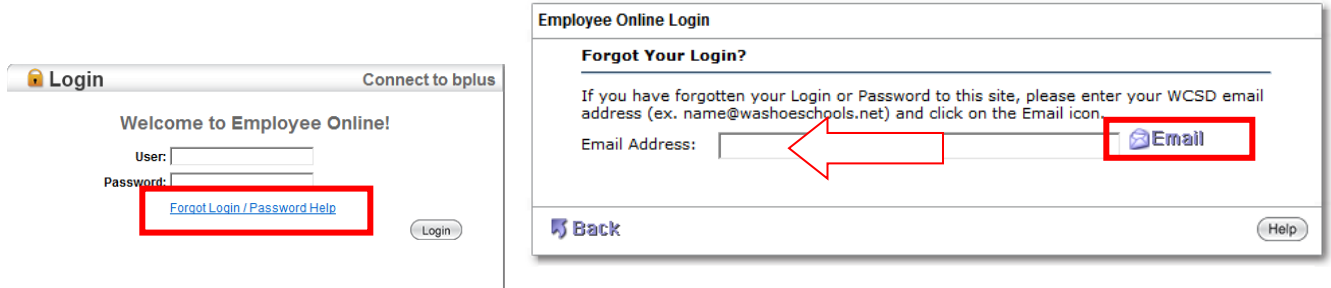 Login
Connect to bplus
Welcome to Employee Online!
User:
Password:
Forgot Login / Password Help
Login
Employee Online Login
Forgot Your Login?
If you have forgotten your Login or Password to this site, please enter your WCSD email
address (ex. name@washoeschools.net) and click on the Email icon.
Email Address:
Email
Back
Help